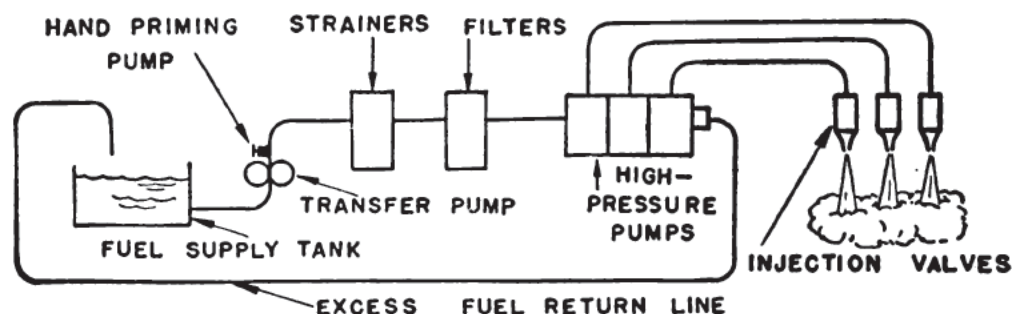 HAND PRIMING
PUMP
STRAINERS
FILTERS
TRANSFER PUMP
HIGH-
PRESSURE
PUMPS
FUEL SUPPLY TANK
INJECTION VALVES
EXCESS FUEL RETURN LINE